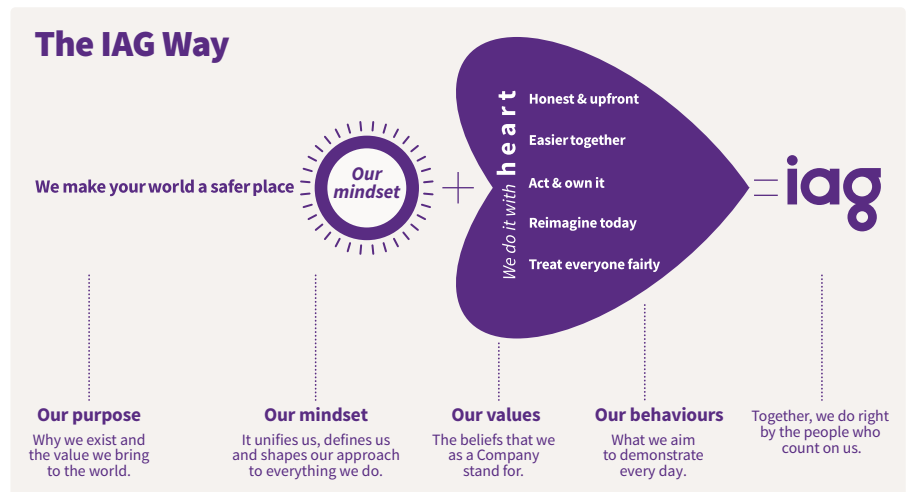 The IAG Way
We make your world a safer place
Our
mindset
We do it with heart
Honest & upfront
Easier together
Act & own it
Reimagine today
Treat everyone fairly
iag
Our purpose
Why we exist and
the value we bring
to the world.
Our mindset
It unifies us, defines us
and shapes our approach
to everything we do.
Our values
The beliefs that we
as a Company
stand for.
Our behaviours
What we aim
to demonstrate
every day.
Together, we do right
by the people who
count on us.